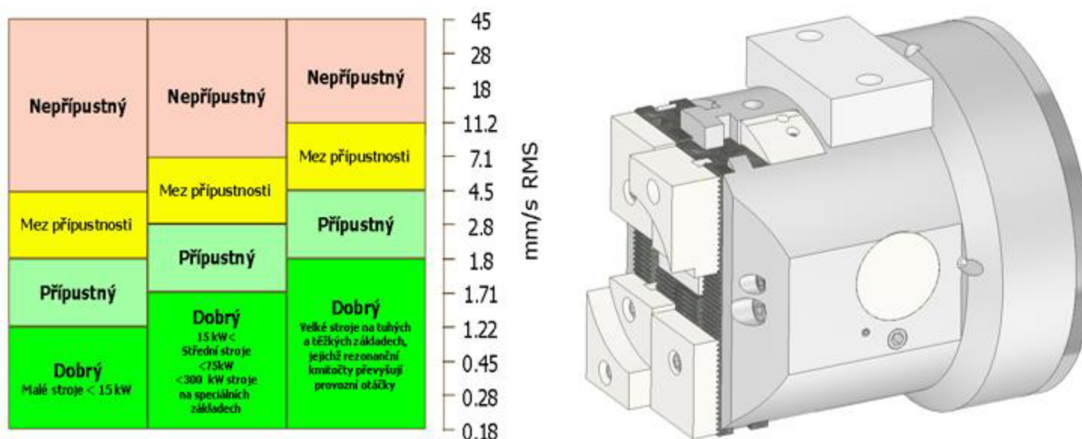 Nepřípustný
Mez přípustnosti
Přípustný
Dobrý
Malé stroje < 15 kW
Nepřípustný
Mez přípustnosti
Přípustný
Dobrý
15 kW<
Střední stroje
<75kW
<300 kW stroje
na speciálních
základech
Nepřípustný
Mez přípustnosti
Přípustný
Dobrý
Velké stroje na tuhých
a těžkých základech,
jejichž rezonanční
kmitočty převyšují
provozní otáčky
45
28
18
11.2
7.1
4.5
2.8
1.8
1.71
1.22
0.45
0.28
0.18
mm/s RMS